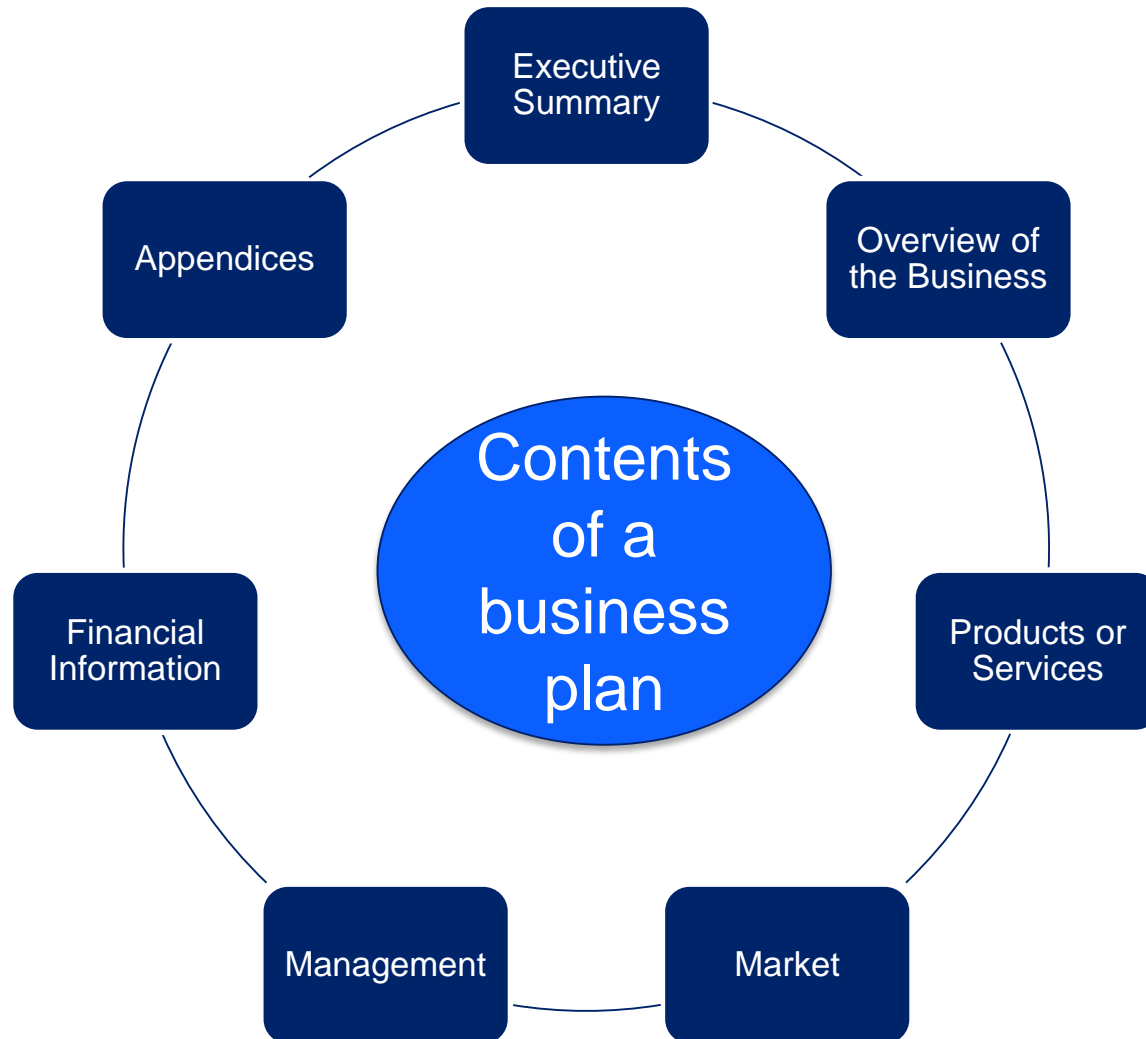 Executive
Summary
Overview of
the Business
Products or
Services
Market
Management
Financial
Information
Appendices
Contents
of a
business
plan